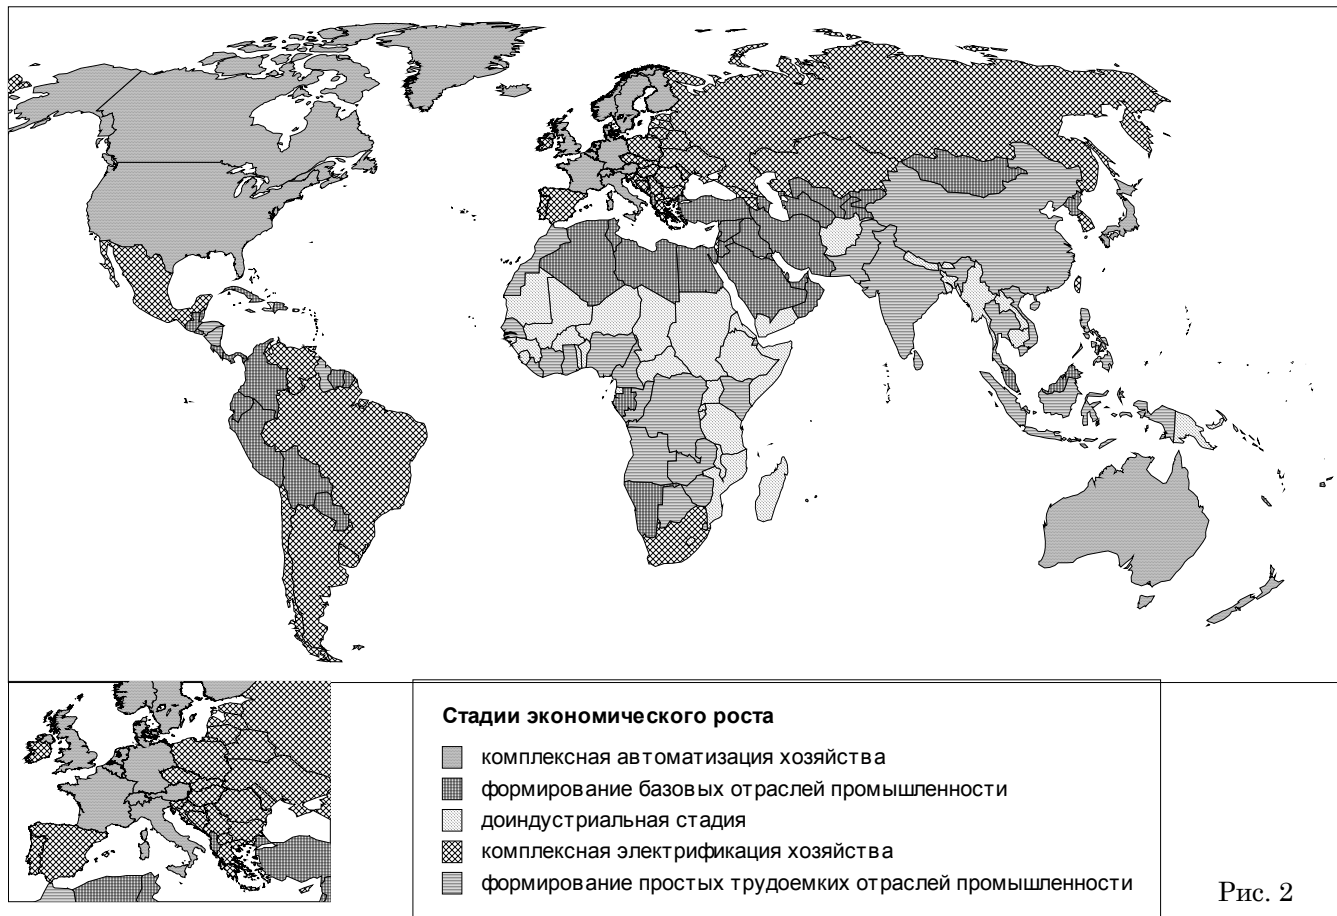 Стадии экономического роста
комплексная автоматизация хозяйства
формирование базовых отраслей промышленности
доиндустриальная стадия
комплексная электрификация хозяйства
формирование простых трудоемких отраслей промышленности
Рис. 2